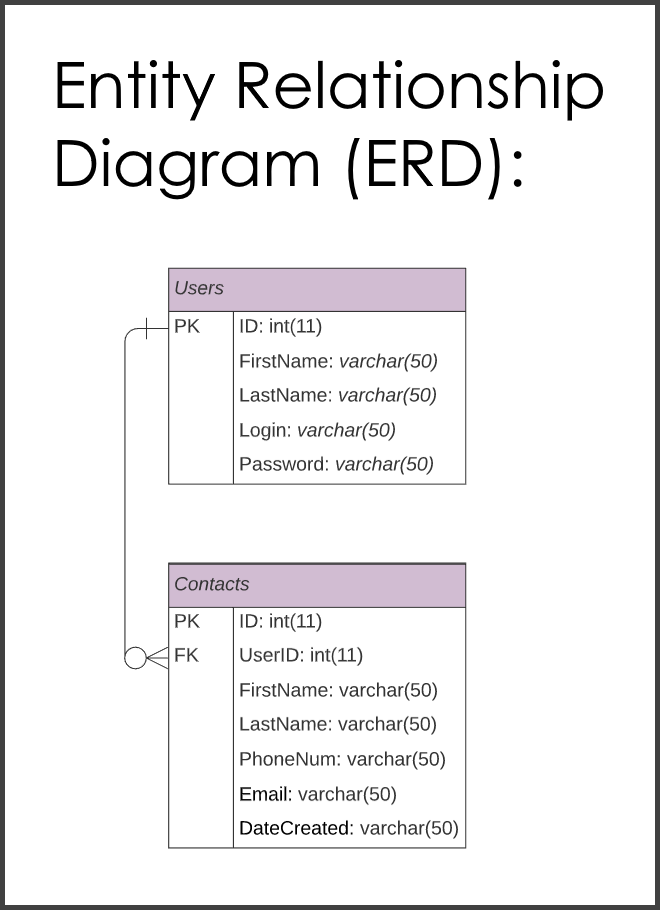 Entity Relationship
Diagram (ERD):
Users
PK ID: int(11)
FirstName: varchar(50)
LastName: varchar(50)
Login: varchar(50)
Password: varchar(50)
Contacts
PK ID: int(11)
FK UserID: int(11)
FirstName: varchar(50)
LastName: varchar(50)
PhoneNum: varchar(50)
Email: varchar(50)
DateCreated: varchar(50)